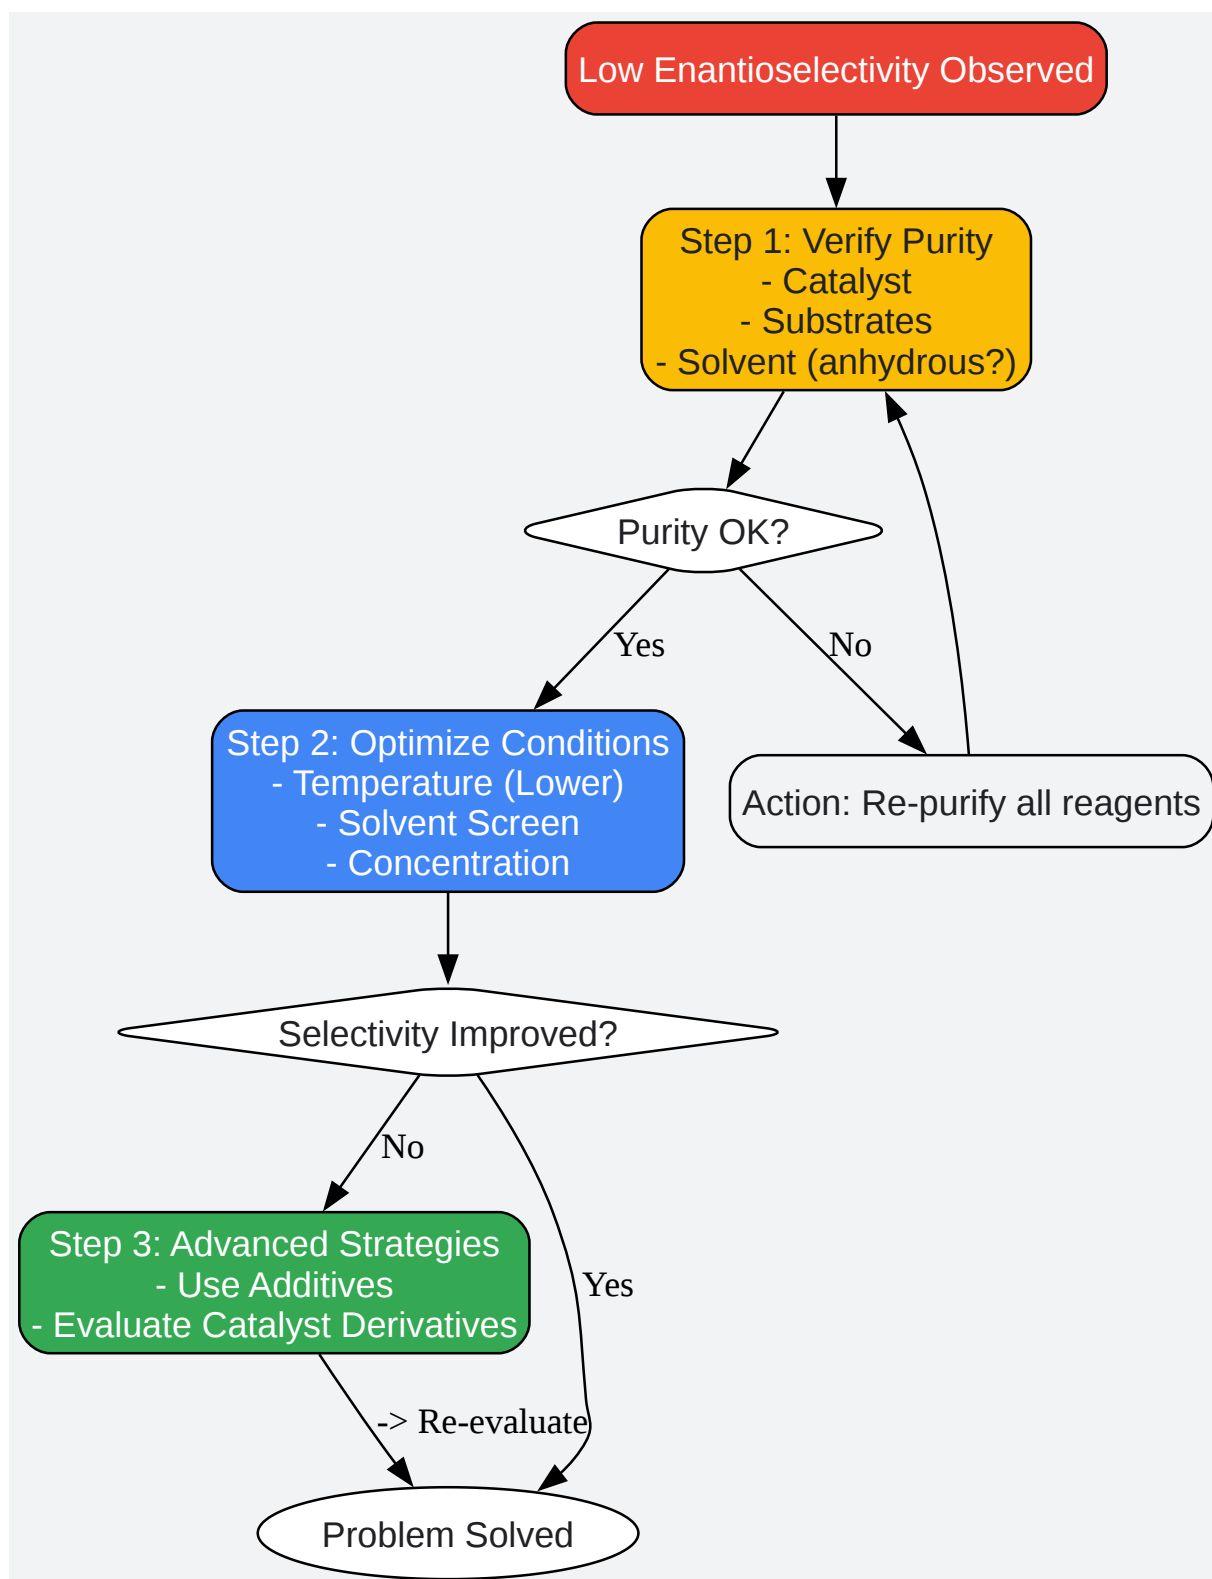 Low Enantioselectivity Observed
Step 1: Verify Purity
- Catalyst
- Substrates
- Solvent (anhydrous?)
Purity OK?
Yes
No
Step 2: Optimize Conditions
- Temperature (Lower)
- Solvent Screen
- Concentration
Action: Re-purify all reagents
Selectivity Improved?
No
Yes
Step 3: Advanced Strategies
- Use Additives
- Evaluate Catalyst Derivatives
-> Re-evaluate
Problem Solved